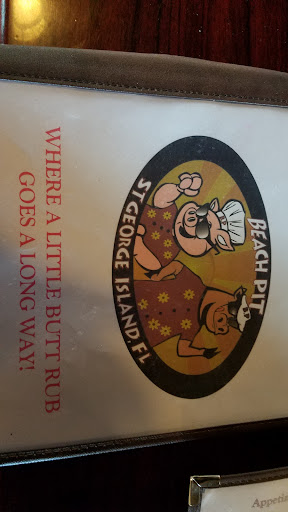 BEACH PIT
ST.GEORGE ISLAND, FL
WHERE A LITTLE BUTT RUB
GOES A LONG WAY!